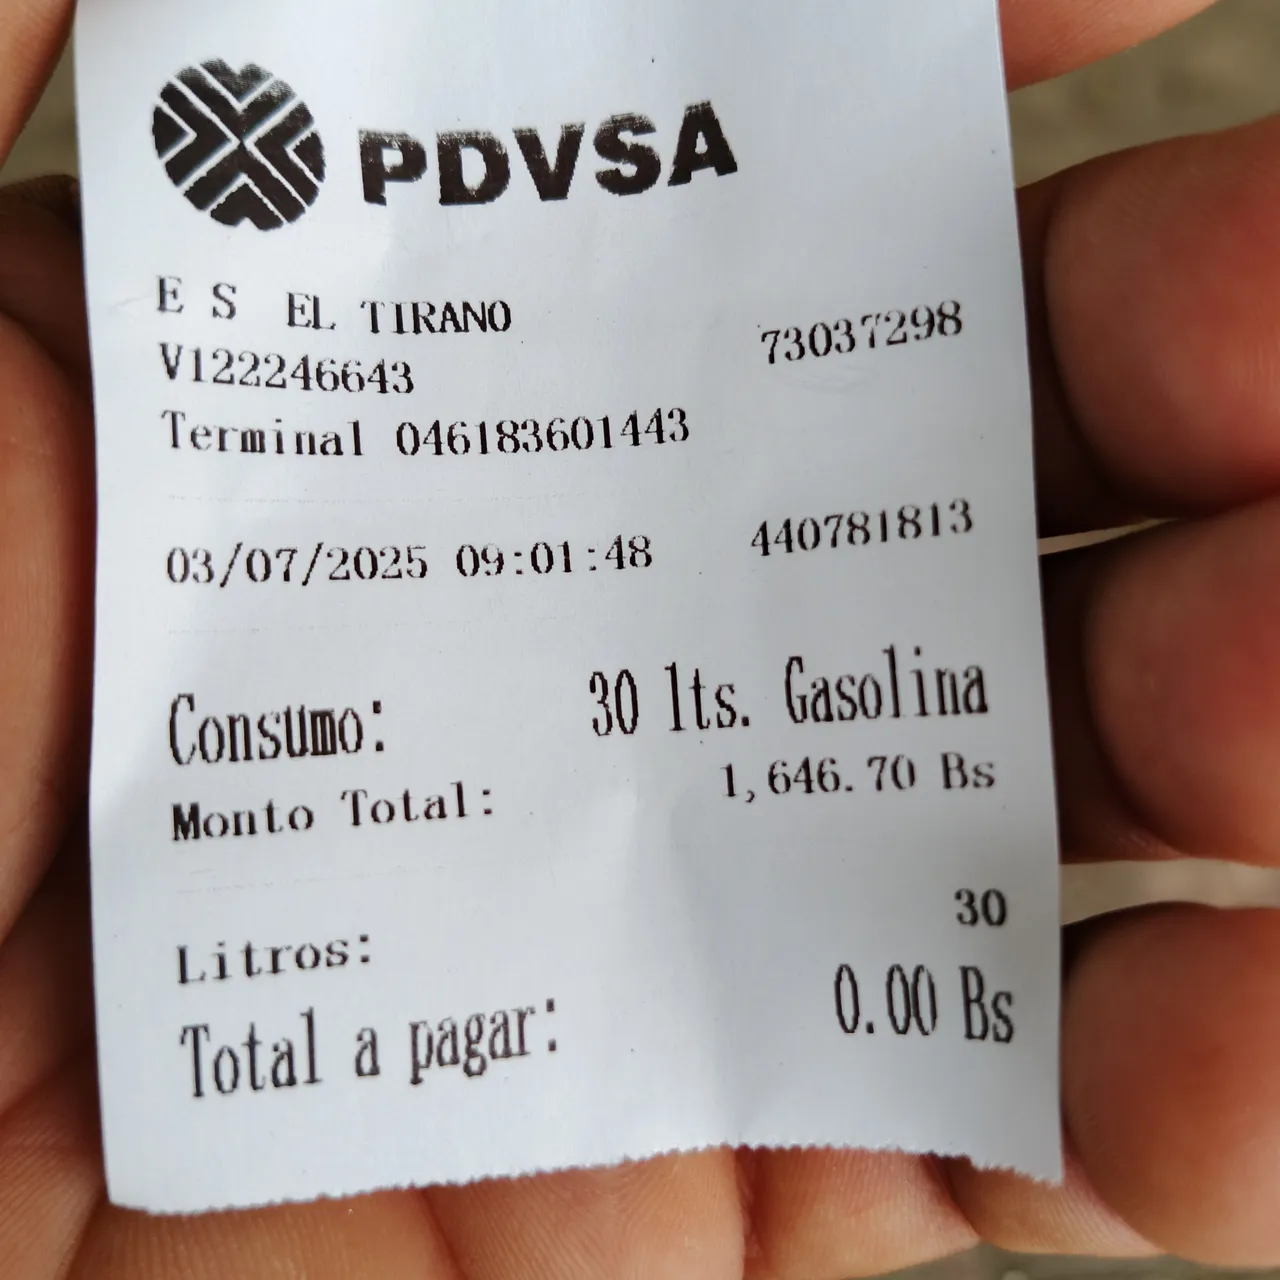 PDVSA
E S EL TIRANO
V122246643 73037298
Terminal 046183601443
03/07/2025 09:01:48 440781813
Consumo: 30 lts. Gasolina
Monto Total: 1,646.70 Bs
Litros: 30
Total a pagar: 0.00 Bs